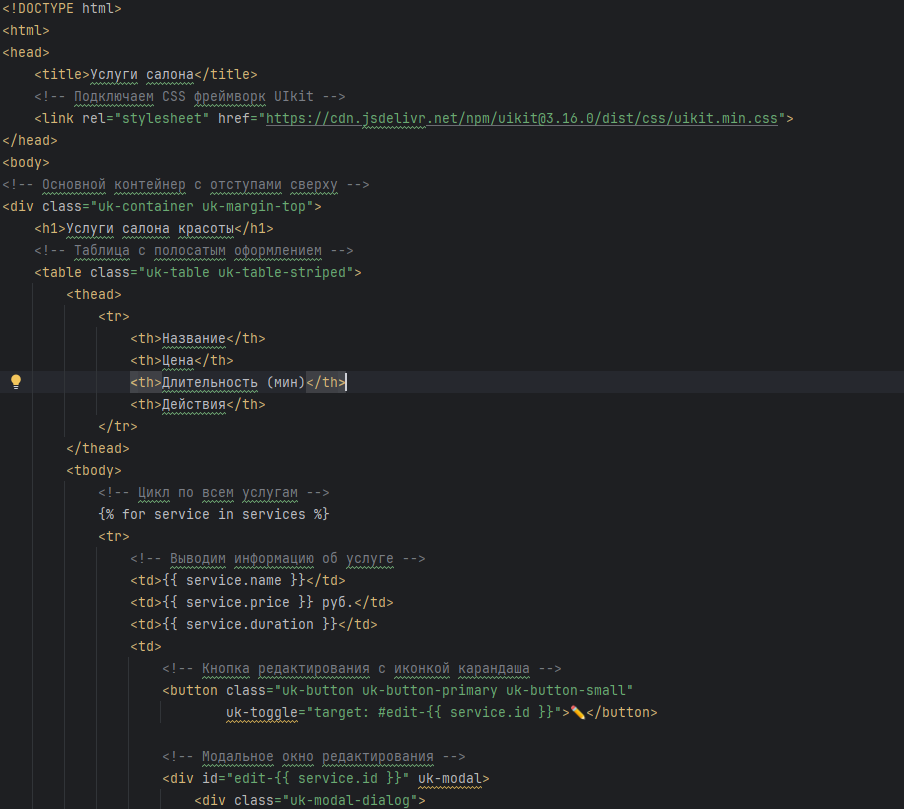 <!DOCTYPE html>
<html>
<head>
    <title>Услуги салона</title>
    <!-- Подключаем CSS фреймворк UIkit -->
    <link rel="stylesheet" href="https://cdn.jsdelivr.net/npm/uikit@3.16.0/dist/css/uikit.min.css">
</head>
<body>
<!-- Основной контейнер с отступами сверху -->
<div class="uk-container uk-margin-top">
    <h1>Услуги салона красоты</h1>
    <!-- Таблица с полосатым оформлением -->
    <table class="uk-table uk-table-striped">
        <thead>
            <tr>
                <th>Название</th>
                <th>Цена</th>
                <th>Длительность (мин)</th>
                <th>Действия</th>
            </tr>
        </thead>
        <tbody>
            <!-- Цикл по всем услугам -->
            {% for service in services %}
            <tr>
                <!-- Выводим информацию об услуге -->
                <td>{{ service.name }}</td>
                <td>{{ service.price }} руб.</td>
                <td>{{ service.duration }}</td>
                <td>
                    <!-- Кнопка редактирования с иконкой карандаша -->
                    <button class="uk-button uk-button-primary uk-button-small"
                            uk-toggle="target: #edit-{{ service.id }}">✏️</button>
                    <!-- Модальное окно редактирования -->
                    <div id="edit-{{ service.id }}" uk-modal>
                        <div class="uk-modal-dialog">